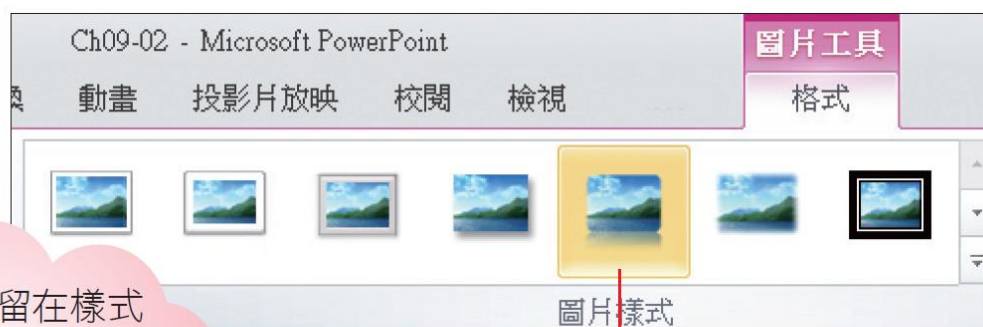 Ch09-02 - Microsoft PowerPoint
圖片工具
換 動畫 投影片放映 校閱 檢視 格式
圖片樣式
留在樣式